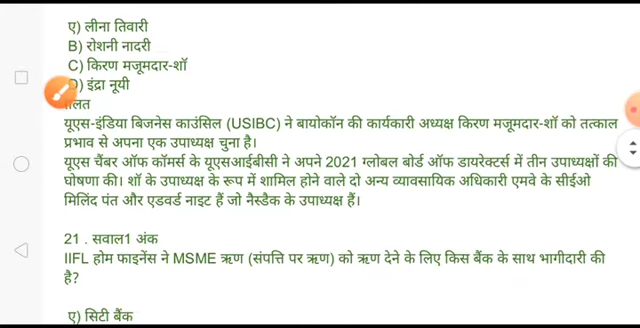 ए) लीना तिवारी
B) रोशनी नादरी
C) किरण मजूमदार-शॉ
D) इंद्रा नूयी
यूएस-इंडिया बिजनेस काउंसिल (USIBC) ने बायोकॉन की कार्यकारी अध्यक्ष किरण मजूमदार-शॉ को तत्काल
प्रभाव से अपना एक उपाध्यक्ष चुना है।
यूएस चैंबर ऑफ कॉमर्स के यूएसआईबीसी ने अपने 2021 ग्लोबल बोर्ड ऑफ डायरेक्टर्स में तीन उपाध्यक्षों की
घोषणा की। शॉ के उपाध्यक्ष के रूप में शामिल होने वाले दो अन्य व्यावसायिक अधिकारी एमवे के सीईओ
मिलिंद पंत और एडवर्ड नाइट हैं जो नैस्डैक के उपाध्यक्ष हैं।
21 . सवाल1 अंक
IIFL होम फाइनेंस ने MSME ऋण (संपत्ति पर ऋण) को ऋण देने के लिए किस बैंक के साथ भागीदारी की
है?
ए) सिटी बैंक